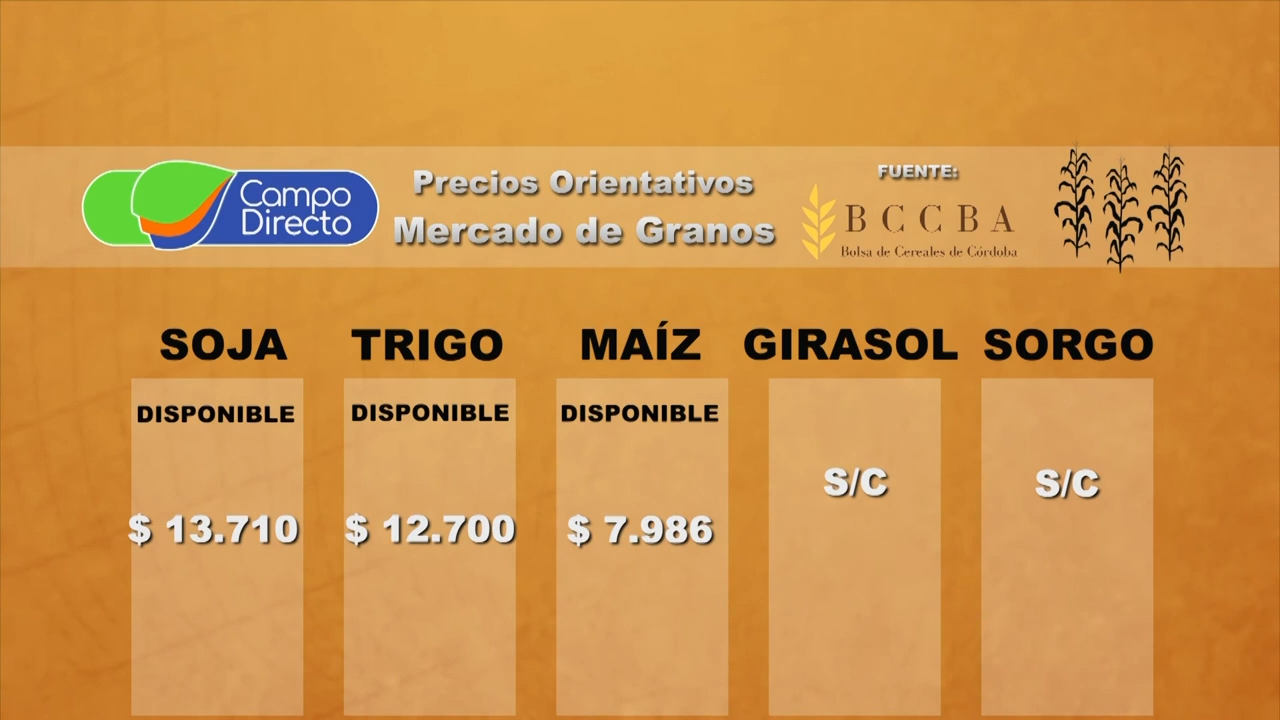 Campo
Directo
Precios Orientativos
Mercado de Granos
FUENTE:
BCCBA
Bolsa de Cereales de Córdoba
SOJA
DISPONIBLE
$ 13.710
TRIGO
DISPONIBLE
$ 12.700
MAÍZ
DISPONIBLE
$ 7.986
GIRASOL
S/C
SORGO
S/C